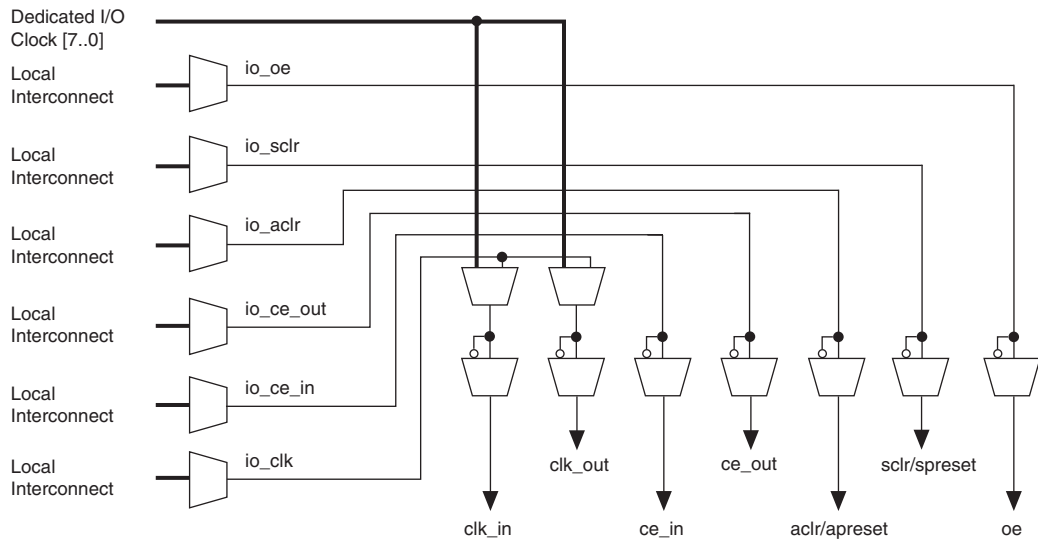 Dedicated I/O
Clock [7..0]
Local
Interconnect
io_oe
Local
Interconnect
io_sclr
Local
Interconnect
io_aclr
Local
Interconnect
io_ce_out
Local
Interconnect
io_ce_in
Local
Interconnect
io_clk
clk_out
ce_out
sclr/spreset
clk_in
ce_in
aclr/apreset
oe